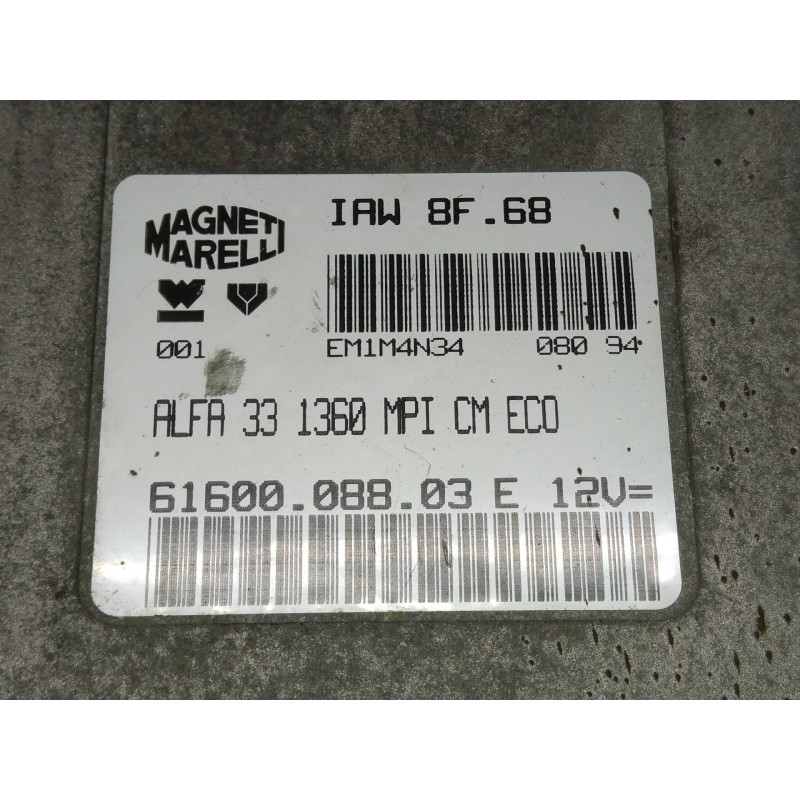 MAGNETI
MARELLI
IAW 8F.68
W
001
EM1M4N34 080 94
ALFA 33 1360 MPI CM ECO
61600.088.03 E 12V=